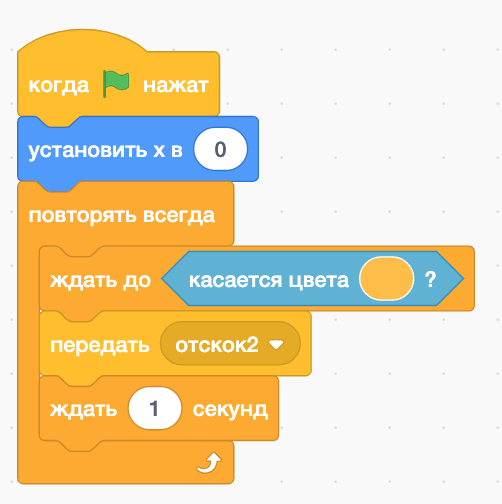 когда нажат
установить x в 0
повторять всегда
ждать до касается цвета ?
передать отскок2
ждать 1 секунд